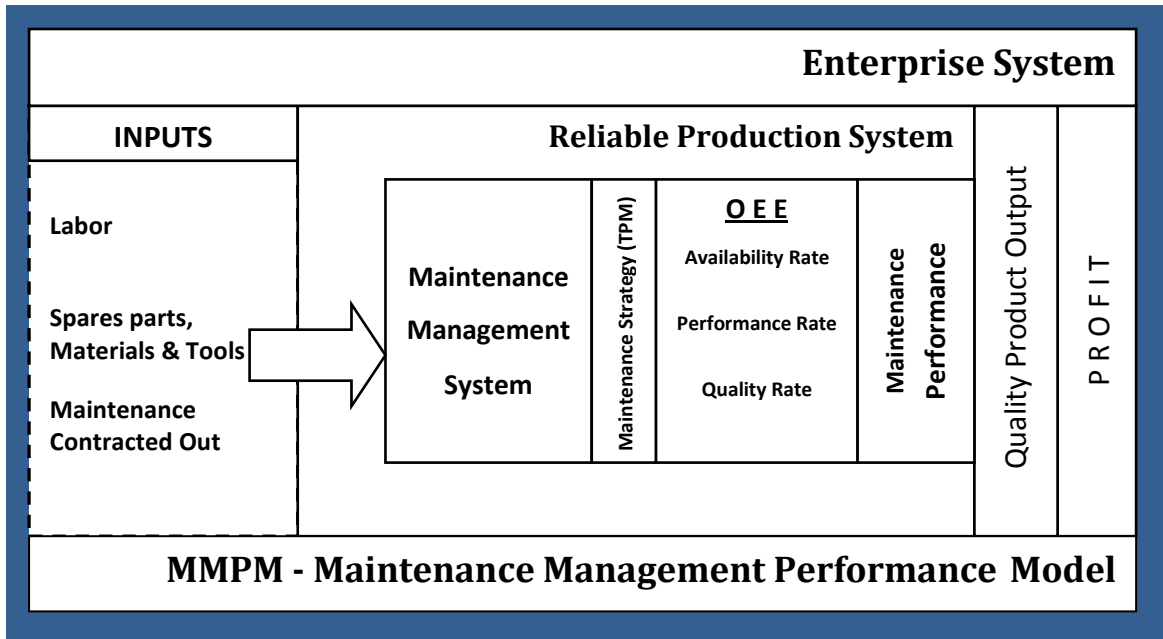 Enterprise System
INPUTS
Labor
Spares parts,
Materials & Tools
Maintenance
Contracted Out
Reliable Production System
Maintenance
Management
System
Maintenance Strategy (TPM)
O E E
Availability Rate
Performance Rate
Quality Rate
Maintenance
Performance
Quality Product Output
P R O F I T
MMPM - Maintenance Management Performance Model